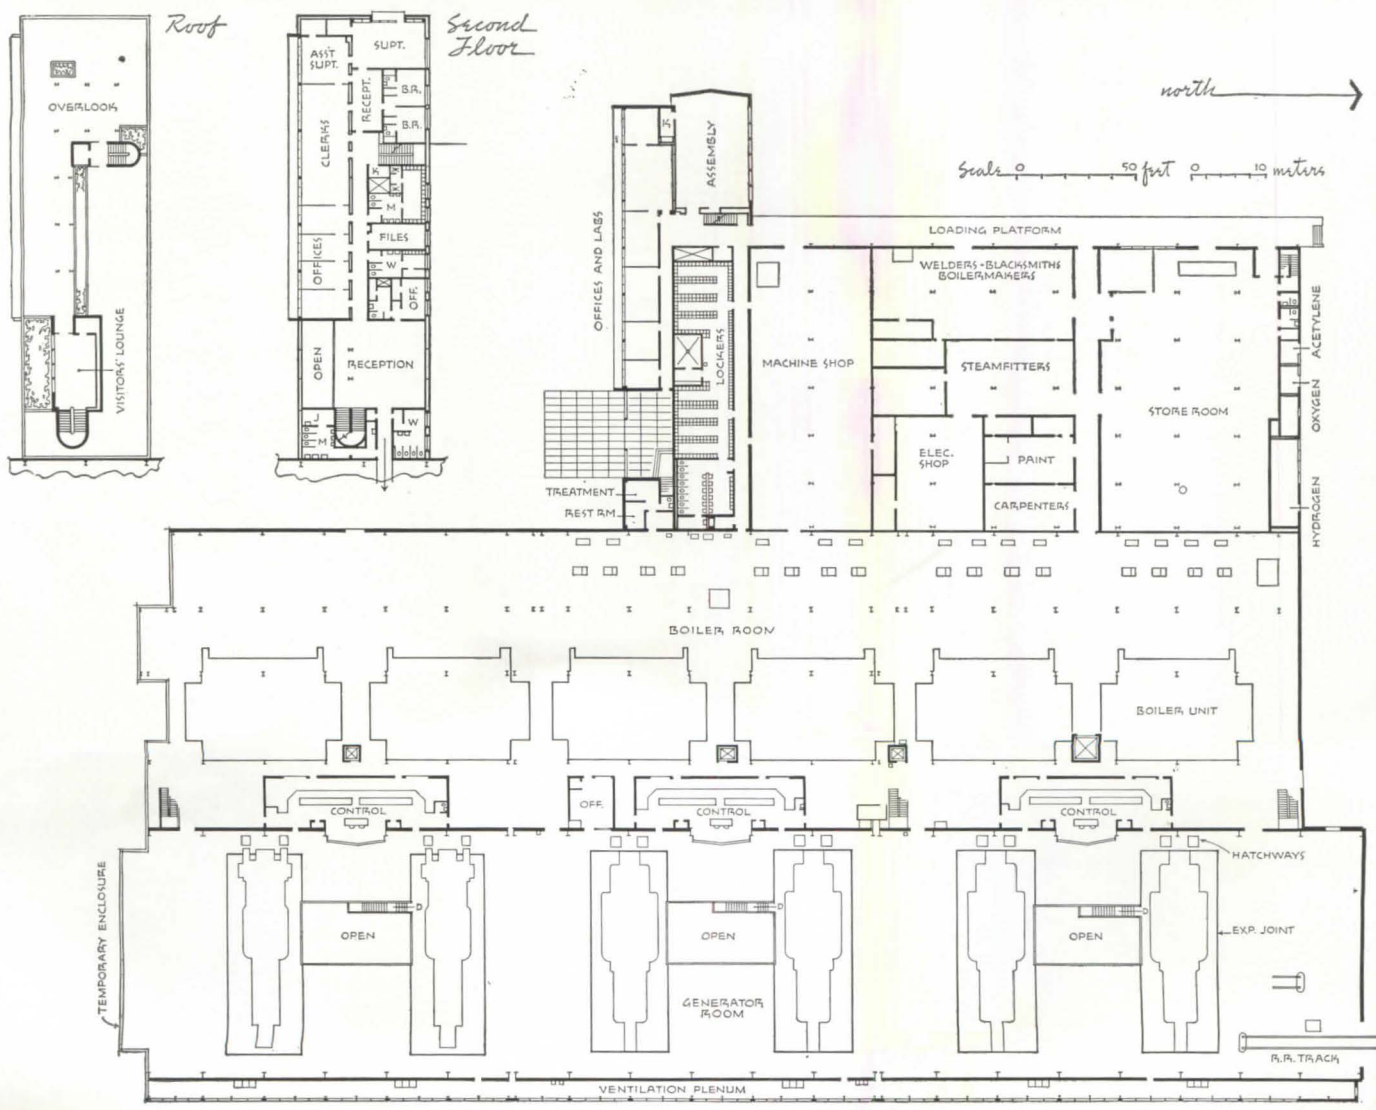 Roof
OVERLOOK
VISITORS' LOUNGE
Second
Floor
SUPT.
ASS'T
SUPT.
RECEPT.
B.R.
B.R.
CLERKS
K
M
FILES
W
OFFICES
OFF.
OPEN
RECEPTION
L
M
W
north
Scale 0 50 feet 0 10 meters
K
ASSEMBLY
OFFICES AND LABS
LOCKERS
LOADING PLATFORM
WELDERS-BLACKSMITHS
BOILERMAKERS
MACHINE SHOP
STEAMFITTERS
STORE ROOM
ELEC.
SHOP
PAINT
CARPENTERS
ACETYLENE
OXYGEN
HYDROGEN
TREATMENT
REST RM
BOILER ROOM
BOILER UNIT
CONTROL
OFF.
CONTROL
CONTROL
HATCHWAYS
TEMPORARY ENCLOSURE
OPEN
D
OPEN
D
OPEN
D
EXP. JOINT
GENERATOR
ROOM
R.R. TRACK
VENTILATION PLENUM